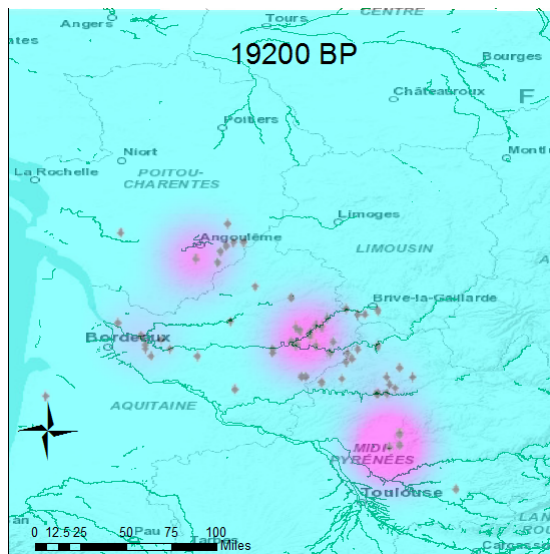 CENTRE
Angers
Tours
19200 BP
Bourges
Châteauroux
F
Poitiers
Niort
La Rochelle
POITOU-
CHARENTES
Limoges
Angoulême
LIMOUSIN
Brive-la-Gaillarde
Bordeaux
AQUITAINE
MIDI-
PYRÉNÉES
Toulouse
0 12.5 25 50 75 100
Miles
Pau
Tarbes